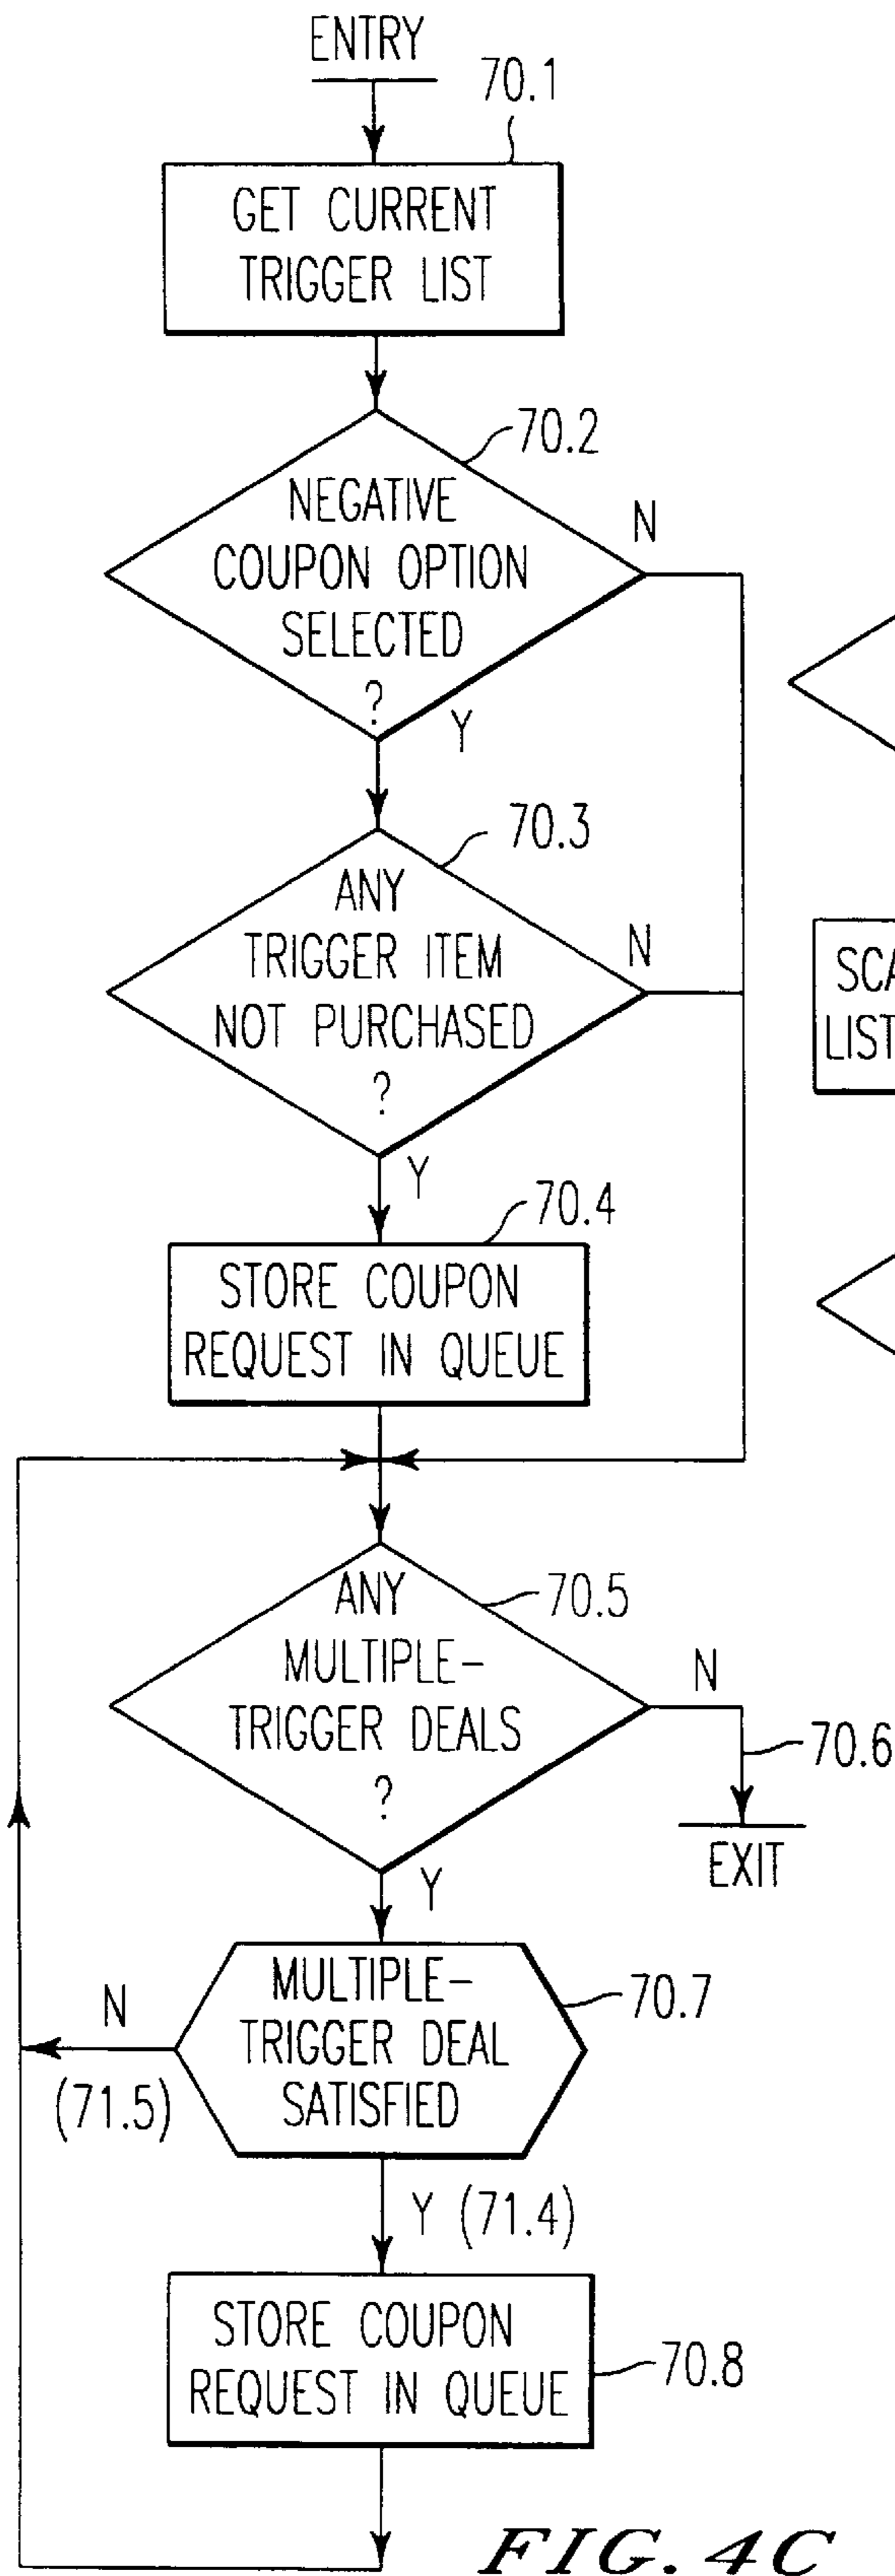 ENTRY
70.1
GET CURRENT
TRIGGER LIST
70.2
NEGATIVE
COUPON OPTION
SELECTED
?
N
Y
70.3
ANY
TRIGGER ITEM
NOT PURCHASED
?
N
Y
SCA
LIST
70.4
STORE COUPON
REQUEST IN QUEUE
70.5
ANY
MULTIPLE-
TRIGGER DEALS
?
N
70.6
EXIT
Y
70.7
MULTIPLE-
TRIGGER DEAL
SATISFIED
N
(71.5)
Y (71.4)
STORE COUPON
REQUEST IN QUEUE
70.8
FIG. 4C